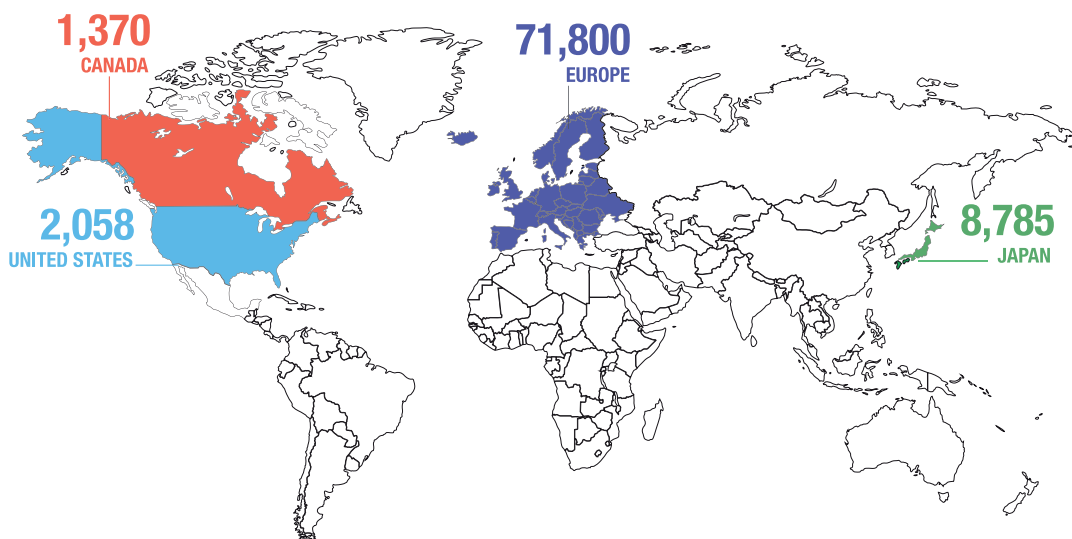 1,370
CANADA
71,800
EUROPE
2,058
UNITED STATES
8,785
JAPAN